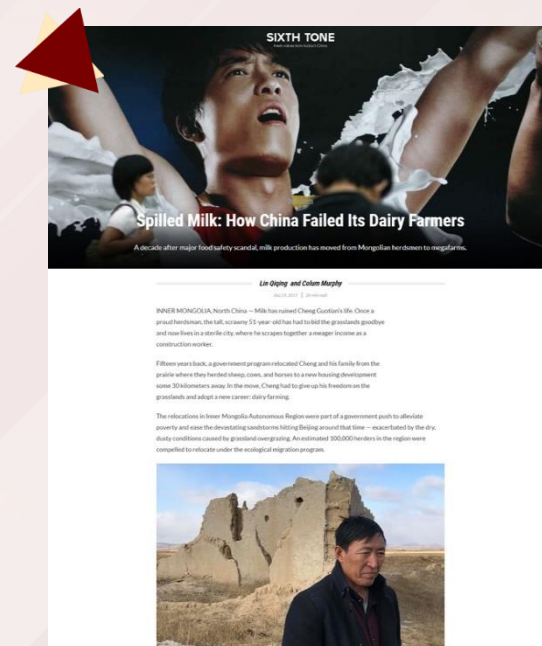 SIXTH TONE
Fresh voices from today's China
Spilled Milk: How China Failed Its Dairy Farmers
A decade after major food safety scandal, milk production has moved from Mongolian herdsmen to megafarms.
Lin Qiqing and Colum Murphy
INNER MONGOLIA, North China — Milk has ruined Cheng Guotian's life. Once a
proud herdsman, the tall, scrawny 51-year-old has had to bid the grasslands goodbye
and now lives in a sterile city, where he scrapes together a meager income as a
construction worker.
Fifteen years back, a government program relocated Cheng and his family from the
prairie where they herded sheep, cows, and horses to a new housing development
some 30 kilometers away. In the move, Cheng had to give up his freedom on the
grasslands and adopt a new career: dairy farming.
The relocations in Inner Mongolia Autonomous Region were part of a government push to alleviate
poverty and ease the devastating sandstorms hitting Beijing around that time — exacerbated by the dry,
dusty conditions caused by grassland overgrazing. An estimated 100,000 herders in the region were
compelled to relocate under the ecological migration program.